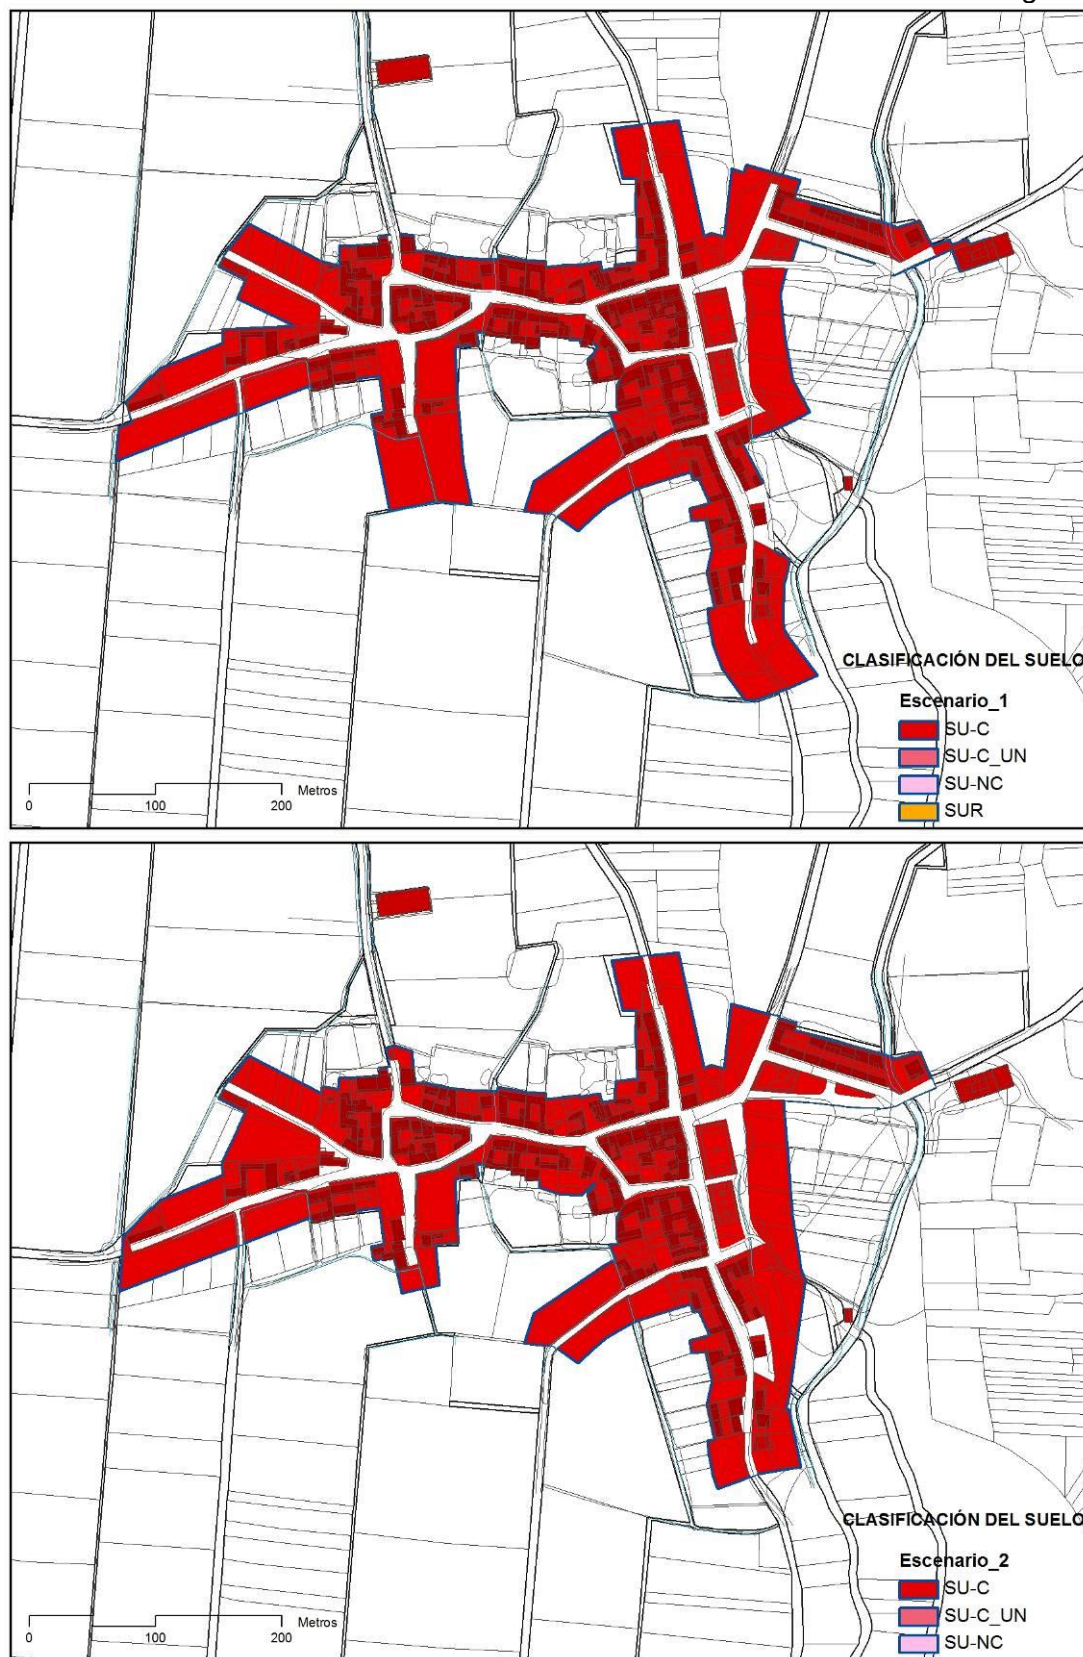 g
CLASIFICACIÓN DEL SUELO
Escenario_1
SU-C
SU-C_UN
SU-NC
SUR
0 100 200 Metros
CLASIFICACIÓN DEL SUELO
Escenario_2
SU-C
SU-C_UN
SU-NC
0 100 200 Metros